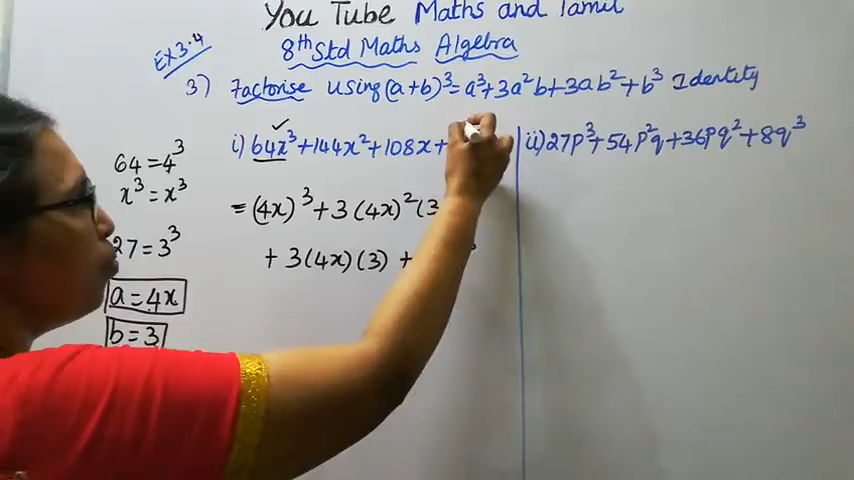 You Tube Maths and Tamil
8th Std Maths Algebra
EX 3.4
3) Factorise using (a+b)³ = a³+3a²b+3ab²+b³ Identity
i) 64x³+144x²+108x+
64 = 4³
x³ = x³
27 = 3³
a = 4x
b = 3
= (4x)³ + 3(4x)²(3
+ 3(4x)(3) +
ii) 27p³+54p²q+36pq²+8q³